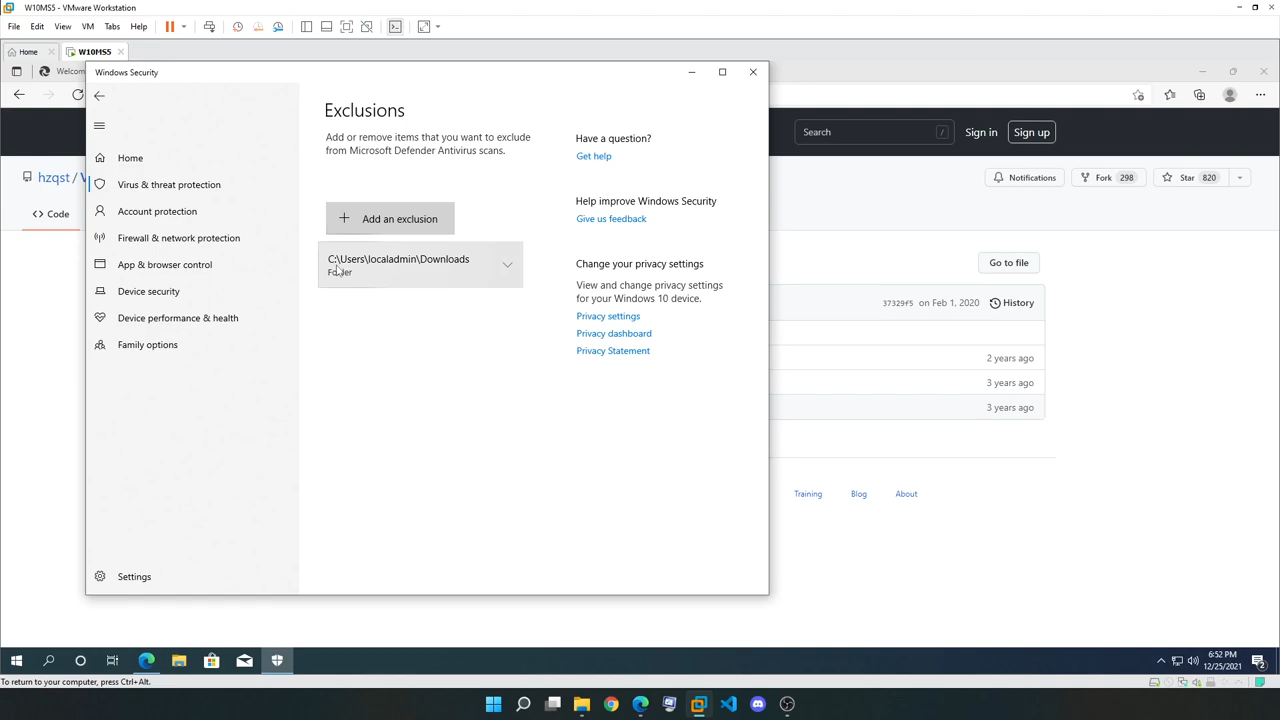 W10MS5 - VMware Workstation
File Edit View VM Tabs Help
Home W10MS5
Welcom
Windows Security
Search /
Sign in Sign up
hzqst /
Notifications Fork 298 Star 820
Code
Home
Virus & threat protection
Account protection
Firewall & network protection
App & browser control
Device security
Device performance & health
Family options
Settings
Exclusions
Add or remove items that you want to exclude
from Microsoft Defender Antivirus scans.
Add an exclusion
C:\Users\localadmin\Downloads
Folder
Have a question?
Get help
Help improve Windows Security
Give us feedback
Change your privacy settings
View and change privacy settings
for your Windows 10 device.
Privacy settings
Privacy dashboard
Privacy Statement
Go to file
37329f5 on Feb 1, 2020 History
2 years ago
3 years ago
3 years ago
Training Blog About
6:52 PM
12/25/2021
2
To return to your computer, press Ctrl+Alt.